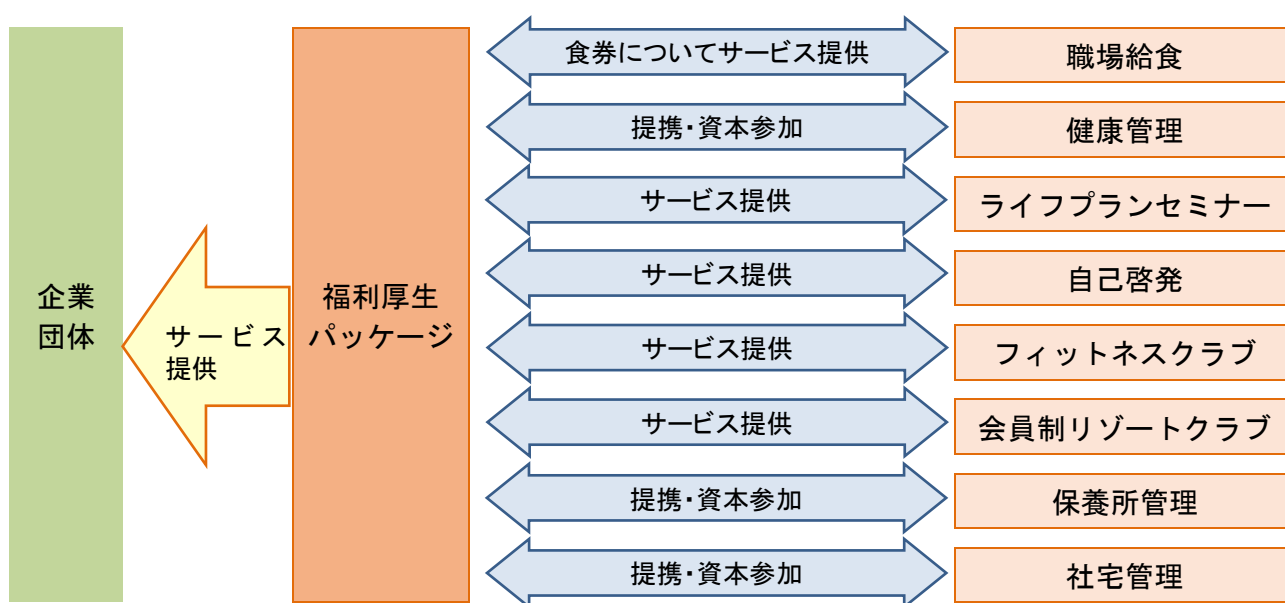 企業
団体
サービス
提供
福利厚生
パッケージ
食券についてサービス提供
職場給食
提携・資本参加
健康管理
サービス提供
ライフプランセミナー
サービス提供
自己啓発
サービス提供
フィットネスクラブ
サービス提供
会員制リゾートクラブ
提携・資本参加
保養所管理
提携・資本参加
社宅管理